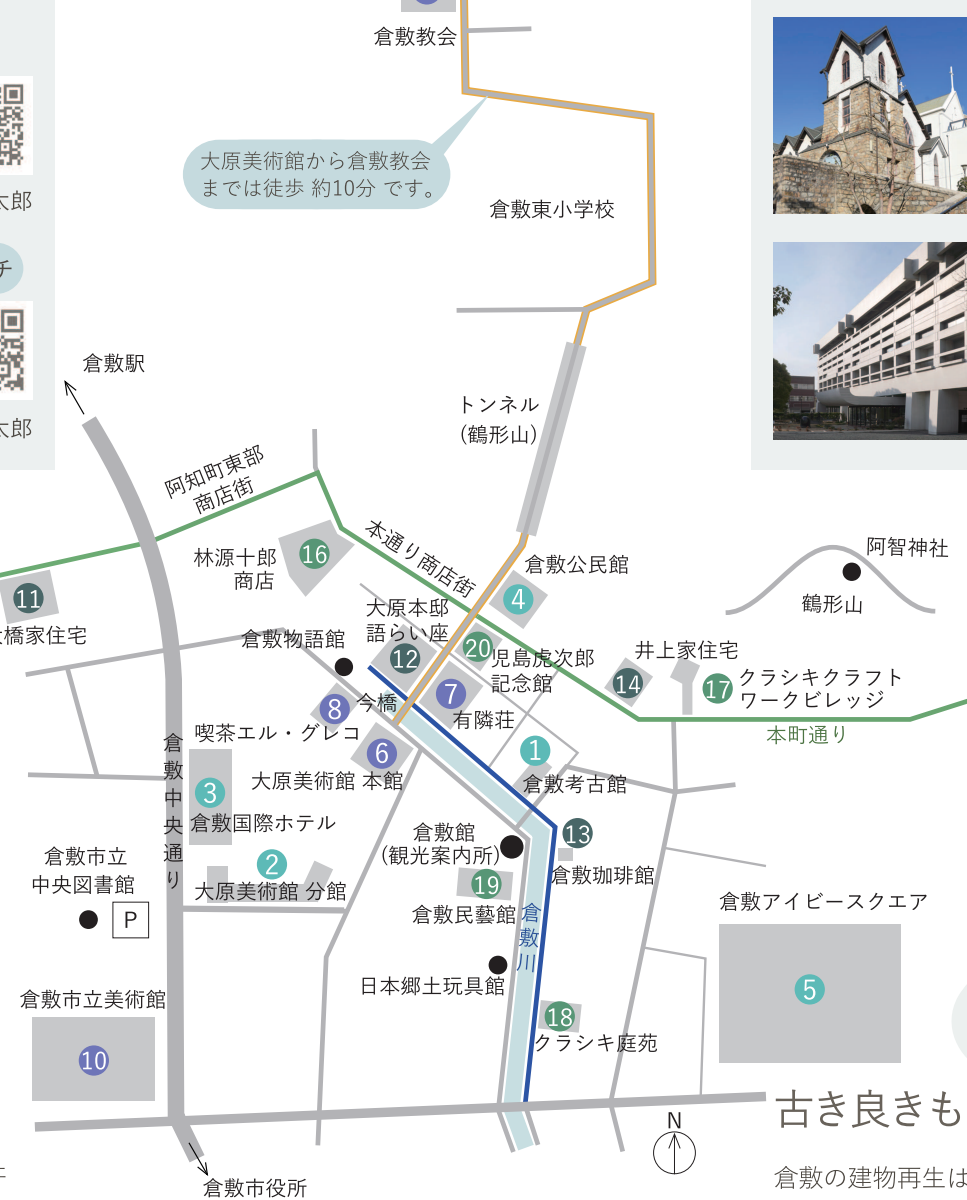 倉敷教会
大原美術館から倉敷教会
までは徒歩 約10分 です。
倉敷東小学校
太郎
チ
太郎
倉敷駅
トンネル
(鶴形山)
阿知町東部
商店街
本通り商店街
林源十郎
商店
16
倉敷公民館
4
阿智神社
鶴形山
11
橋家住宅
大原本邸
語らい座
12
倉敷物語館
20
児島虎次郎
記念館
井上家住宅
14
17
クラシキクラフト
ワークビレッジ
本町通り
8
今橋
7
有隣荘
喫茶エル・グレコ
6
大原美術館 本館
1
倉敷考古館
倉敷中央通り
3
倉敷国際ホテル
2
大原美術館 分館
倉敷館
(観光案内所)
13
倉敷珈琲館
倉敷市立
中央図書館
P
19
倉敷民藝館
倉敷川
倉敷アイビースクエア
5
日本郷土玩具館
倉敷市立美術館
10
18
クラシキ庭苑
N
倉敷市役所
古き良きも
倉敷の建物再生は